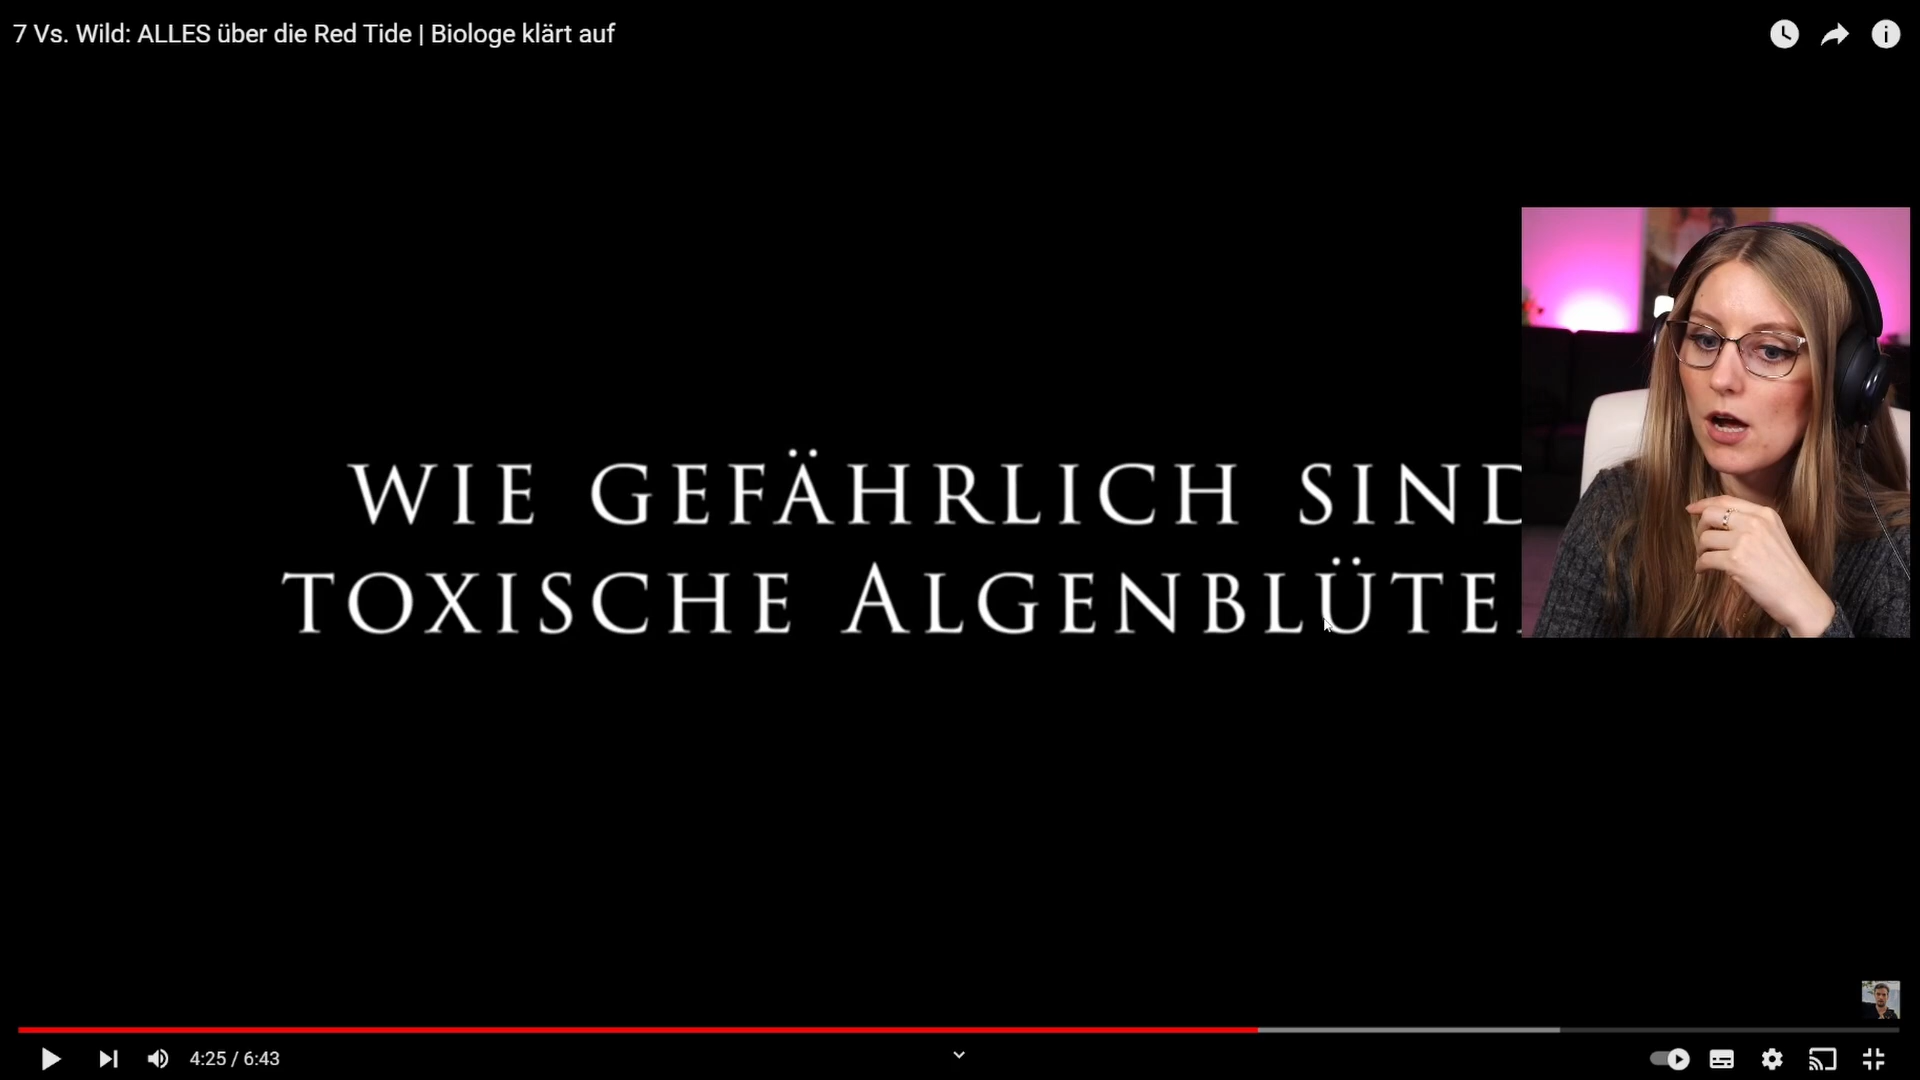 7 Vs. Wild: ALLES über die Red Tide | Biologe klärt auf
WIE GEFÄHRLICH SIND
TOXISCHE ALGENBLÜTE
4:25 / 6:43